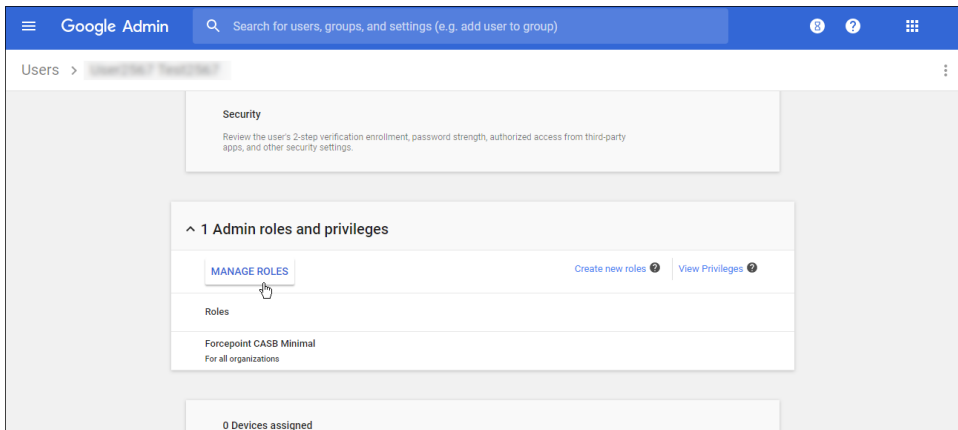 Google Admin
Search for users, groups, and settings (e.g. add user to group)
8 ?
Users >
Security
Review the user's 2-step verification enrollment, password strength, authorized access from third-party
apps, and other security settings.
1 Admin roles and privileges
MANAGE ROLES
Create new roles ? View Privileges ?
Roles
Forcepoint CASB Minimal
For all organizations
0 Devices assigned